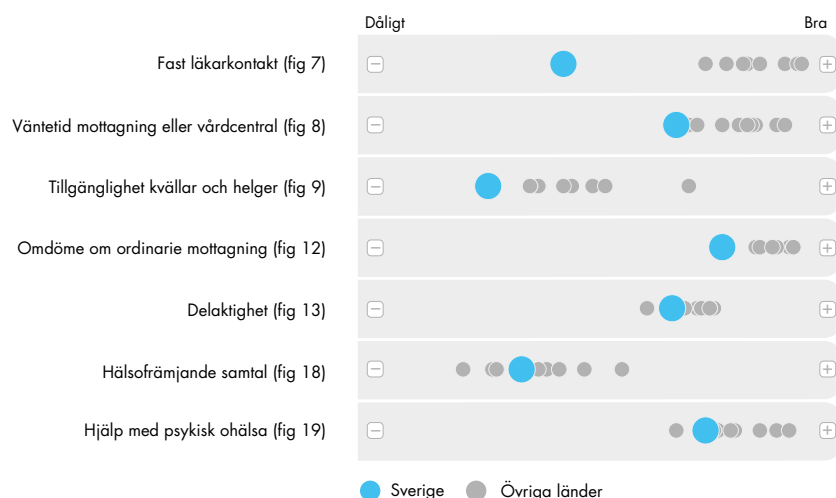 Dåligt Bra
Fast läkarkontakt (fig 7)
Väntetid mottagning eller vårdcentral (fig 8)
Tillgänglighet kvällar och helger (fig 9)
Omdöme om ordinarie mottagning (fig 12)
Delaktighet (fig 13)
Hälsofrämjande samtal (fig 18)
Hjälp med psykisk ohälsa (fig 19)
Sverige Övriga länder